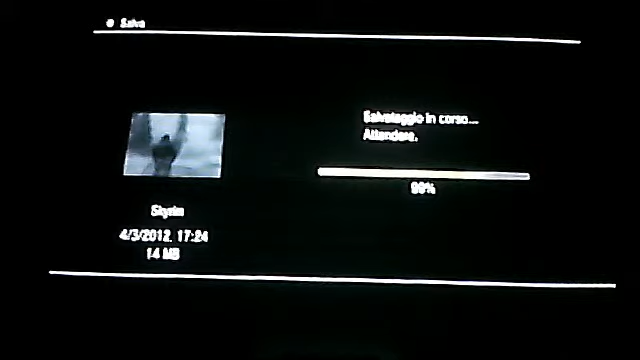 Salva
Salvataggio in corso...
Attendere.
99%
Skyrim
4/3/2012 17:24
14 MB